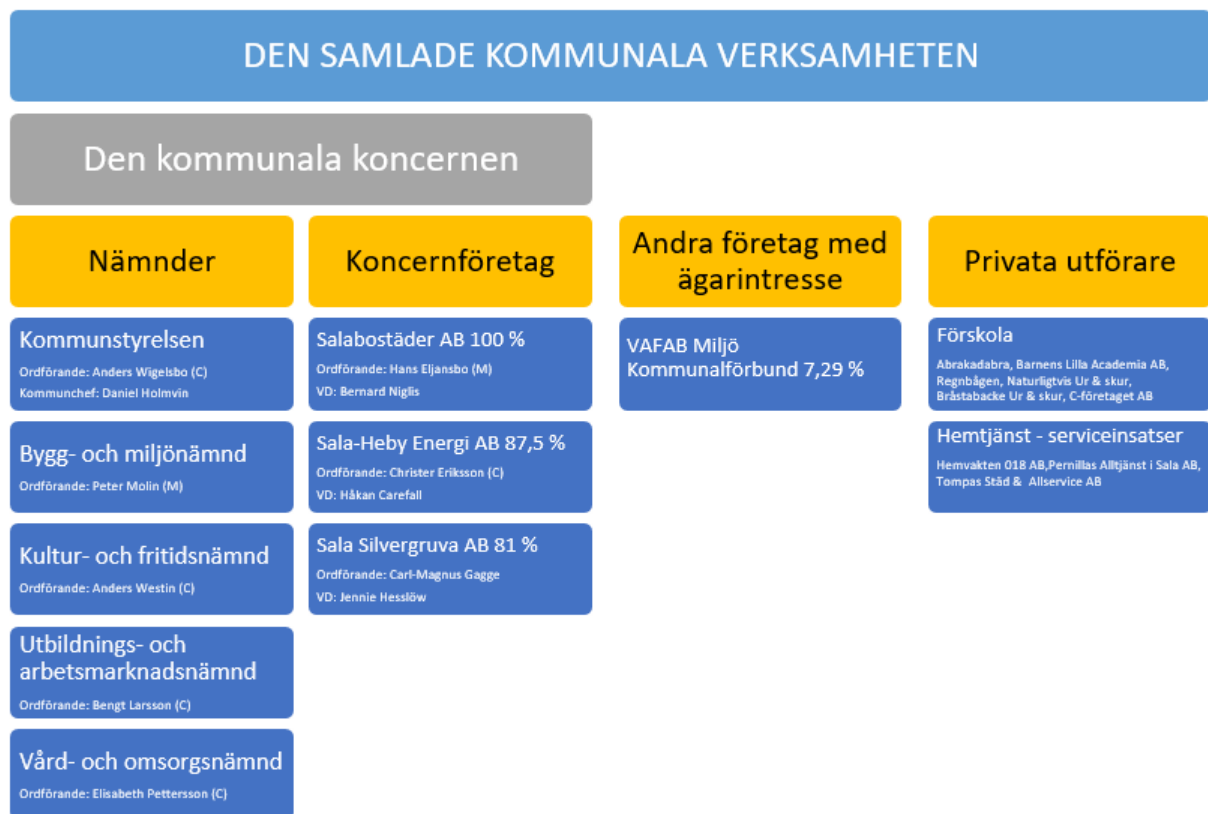 DEN SAMLADE KOMMUNALA VERKSAMHETEN
Den kommunala koncernen
Nämnder
Kommunstyrelsen
Ordförande: Anders Wigelsbo (C)
Kommunchef: Daniel Holmvin
Bygg- och miljönämnd
Ordförande: Peter Molin (M)
Kultur- och fritidsnämnd
Ordförande: Anders Westin (C)
Utbildnings- och
arbetsmarknadsnämnd
Ordförande: Bengt Larsson (C)
Vård- och omsorgsnämnd
Ordförande: Elisabeth Pettersson (C)
Koncernföretag
Salabostäder AB 100 %
Ordförande: Hans Eljansbo (M)
VD: Bernard Niglis
Sala-Heby Energi AB 87,5 %
Ordförande: Christer Eriksson (C)
VD: Håkan Carefall
Sala Silvergruva AB 81 %
Ordförande: Carl-Magnus Gagge
VD: Jennie Hesslöw
Andra företag med
ägarintresse
VAFAB Miljö
Kommunalförbund 7,29 %
Privata utförare
Förskola
Abrakadabra, Barnens Lilla Academia AB,
Regnbågen, Naturligtvis Ur & skur,
Bråstabacke Ur & skur, C-företaget AB
Hemtjänst - serviceinsatser
Hemvakten 018 AB,Pernillas Alltjänst i Sala AB,
Tompas Städ & Allservice AB